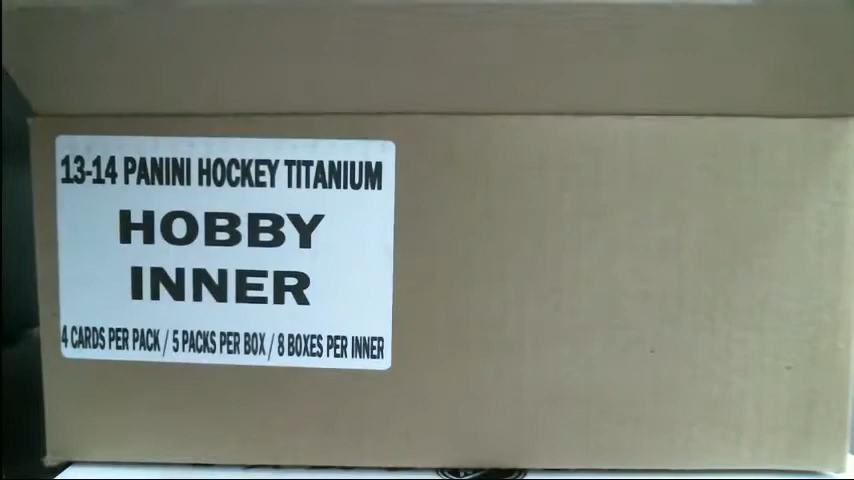 13-14 PANINI HOCKEY TITANIUM
HOBBY
INNER
4 CARDS PER PACK / 5 PACKS PER BOX / 8 BOXES PER INNER